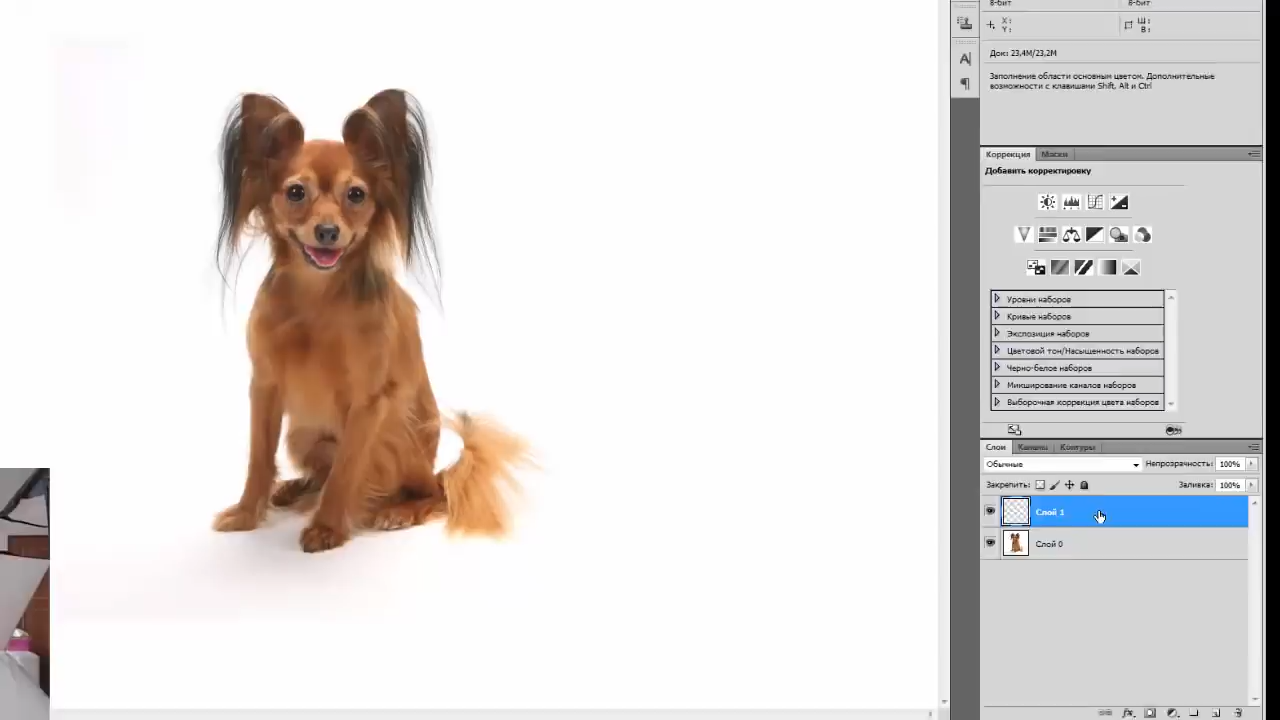 8-бит 8-бит
X: Ш:
Y: В:
Док: 23,4M/23,2M
Заполнение области основным цветом. Дополнительные
возможности с клавишами Shift, Alt и Ctrl
A
Коррекция Маски
Добавить корректировку
Уровни наборов
Кривые наборов
Экспозиция наборов
Цветовой тон/Насыщенность наборов
Черно-белое наборов
Микширование каналов наборов
Выборочная коррекция цвета наборов
Слои Каналы Контуры
Обычные Непрозрачность: 100%
Закрепить: Заливка: 100%
Слой 1
Слой 0
fx